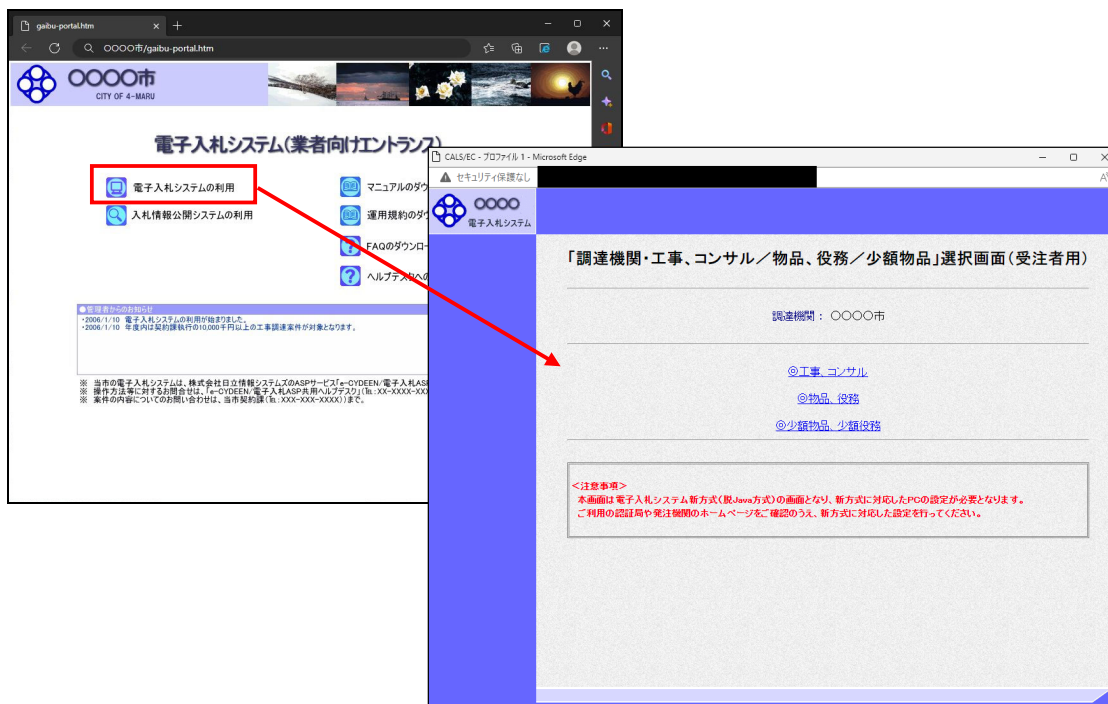 gaibu-portal.htm
〇〇〇〇市/gaibu-portal.htm
〇〇〇〇市
CITY OF 4-MARU
電子入札システム(業者向けエントランス)
電子入札システムの利用
マニュアルのダウ
入札情報公開システムの利用
運用規約のダウ
FAQのダウンロー
ヘルプデスクへの
●管理者からのお知らせ
・2006/1/10 電子入札システムの利用が始まりました。
・2006/1/10 年度内は契約課執行の10,000千円以上の工事調達案件が対象となります。
※ 当市の電子入札システムは、株式会社日立情報システムズのASPサービス「e-CYDEEN/電子入札AS
※ 操作方法等に対するお問合せは、「e-CYDEEN/電子入札ASP共用ヘルプデスク」(℡:XX-XXXX-XX
※ 案件の内容についてのお問い合わせは、当市契約課(℡:XXX-XXX-XXXX))まで。
CALS/EC - プロファイル 1 - Microsoft Edge
セキュリティ保護なし
〇〇〇〇
電子入札システム
「調達機関・工事、コンサル／物品、役務／少額物品」選択画面(受注者用)
調達機関： 〇〇〇〇市
◎工事、コンサル
◎物品、役務
◎少額物品、少額役務
＜注意事項＞
本画面は電子入札システム新方式(脱Java方式)の画面となり、新方式に対応したPCの設定が必要となります。
ご利用の認証局や発注機関のホームページをご確認のうえ、新方式に対応した設定を行ってください。